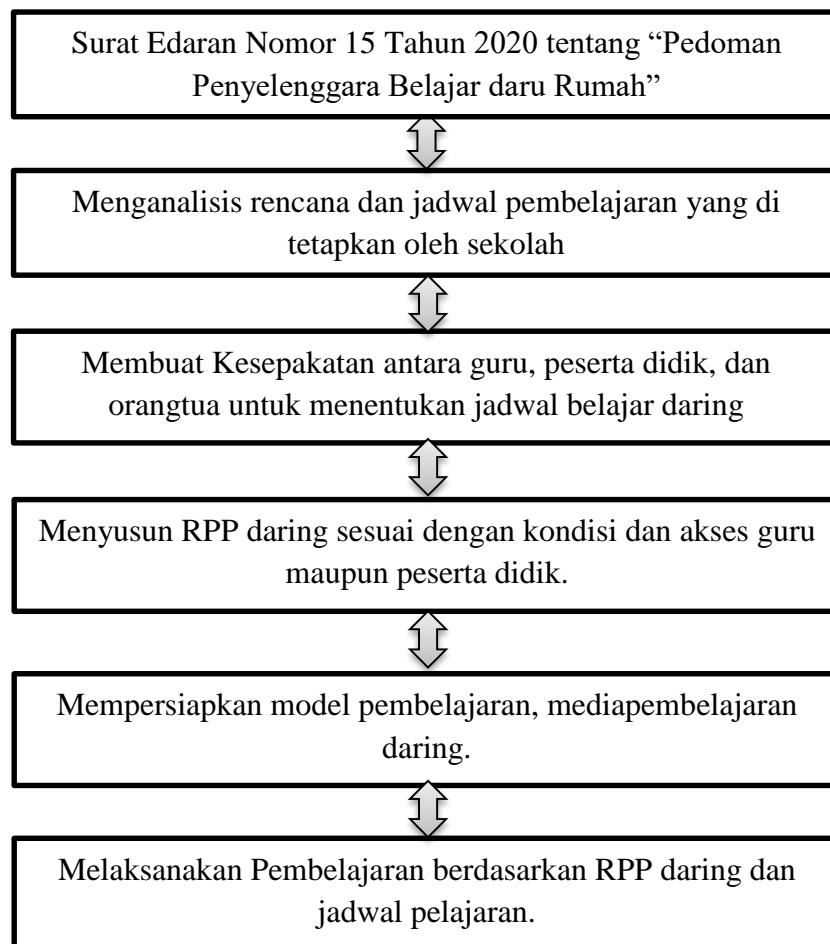 Surat Edaran Nomor 15 Tahun 2020 tentang “Pedoman
Penyelenggara Belajar daru Rumah”
Menganalisis rencana dan jadwal pembelajaran yang di
tetapkan oleh sekolah
Membuat Kesepakatan antara guru, peserta didik, dan
orangtua untuk menentukan jadwal belajar daring
Menyusun RPP daring sesuai dengan kondisi dan akses guru
maupun peserta didik.
Mempersiapkan model pembelajaran, mediapembelajaran
daring.
Melaksanakan Pembelajaran berdasarkan RPP daring dan
jadwal pelajaran.